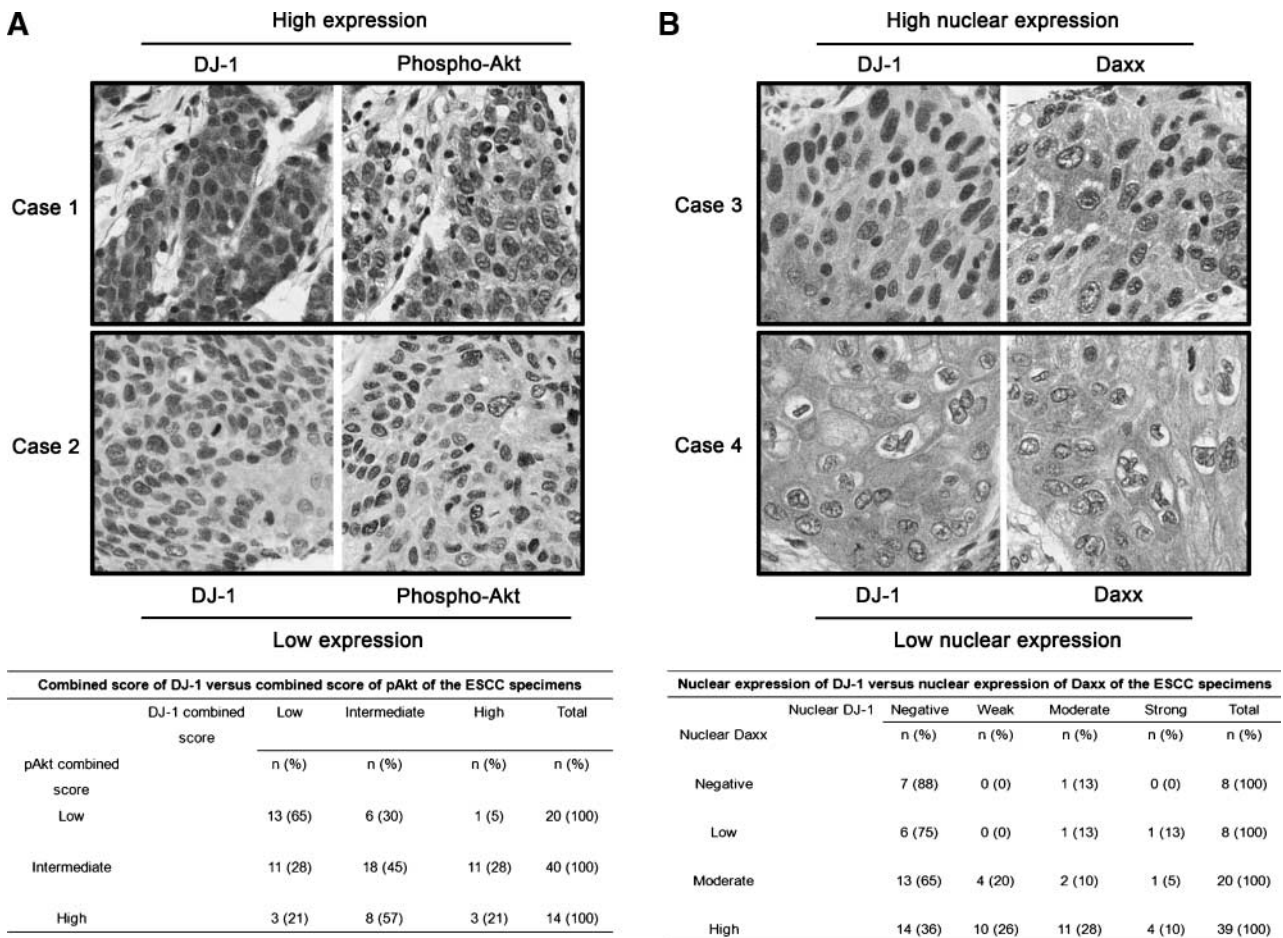 A
High expression
DJ-1 Phospho-Akt
Case 1
Case 2
DJ-1 Phospho-Akt
Low expression
Combined score of DJ-1 versus combined score of pAkt of the ESCC specimens
DJ-1 combined score Low Intermediate High Total
pAkt combined score n (%) n (%) n (%) n (%)
Low 13 (65) 6 (30) 1 (5) 20 (100)
Intermediate 11 (28) 18 (45) 11 (28) 40 (100)
High 3 (21) 8 (57) 3 (21) 14 (100)
B
High nuclear expression
DJ-1 Daxx
Case 3
Case 4
DJ-1 Daxx
Low nuclear expression
Nuclear expression of DJ-1 versus nuclear expression of Daxx of the ESCC specimens
Nuclear DJ-1 Negative Weak Moderate Strong Total
Nuclear Daxx n (%) n (%) n (%) n (%) n (%)
Negative 7 (88) 0 (0) 1 (13) 0 (0) 8 (100)
Low 6 (75) 0 (0) 1 (13) 1 (13) 8 (100)
Moderate 13 (65) 4 (20) 2 (10) 1 (5) 20 (100)
High 14 (36) 10 (26) 11 (28) 4 (10) 39 (100)